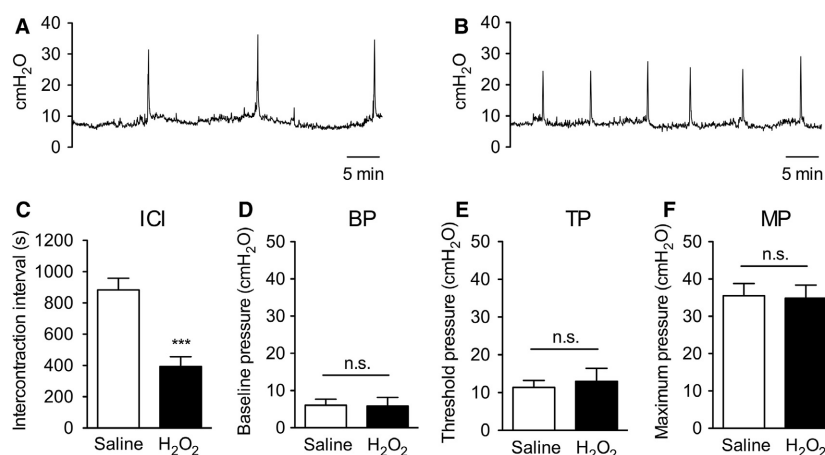 A
B
40
30
20
10
0
cmH2O
5 min
40
30
20
10
0
cmH2O
5 min
C
ICI
Intercontraction interval (s)
1200
1000
800
600
400
200
0
***
Saline
H2O2
D
BP
Baseline pressure (cmH2O)
50
40
30
20
10
0
n.s.
Saline
H2O2
E
TP
Threshold pressure (cmH2O)
50
40
30
20
10
0
n.s.
Saline
H2O2
F
MP
Maximum pressure (cmH2O)
50
40
30
20
10
0
n.s.
Saline
H2O2